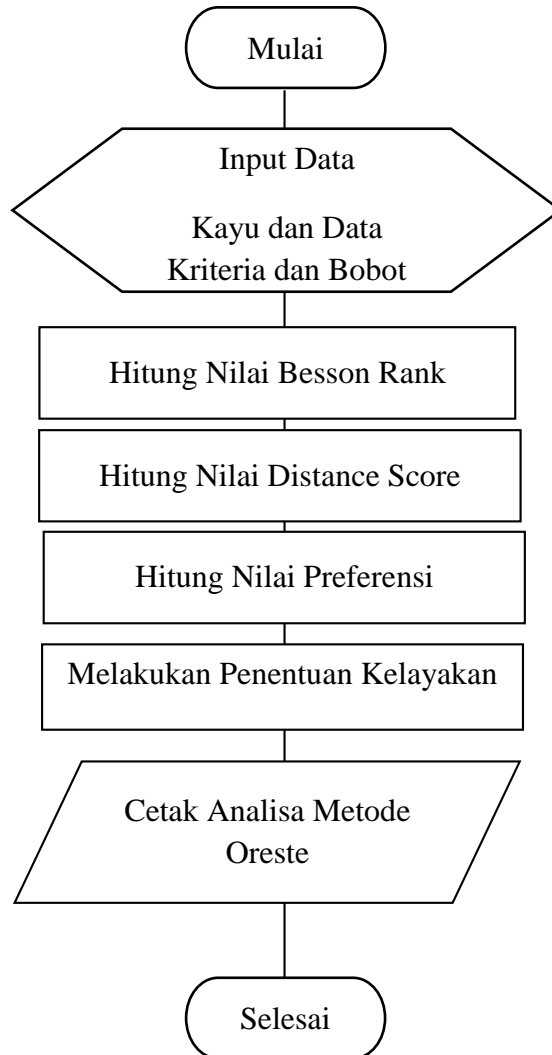 Mulai
Input Data
Kayu dan Data
Kriteria dan Bobot
Hitung Nilai Besson Rank
Hitung Nilai Distance Score
Hitung Nilai Preferensi
Melakukan Penentuan Kelayakan
Cetak Analisa Metode
Oreste
Selesai